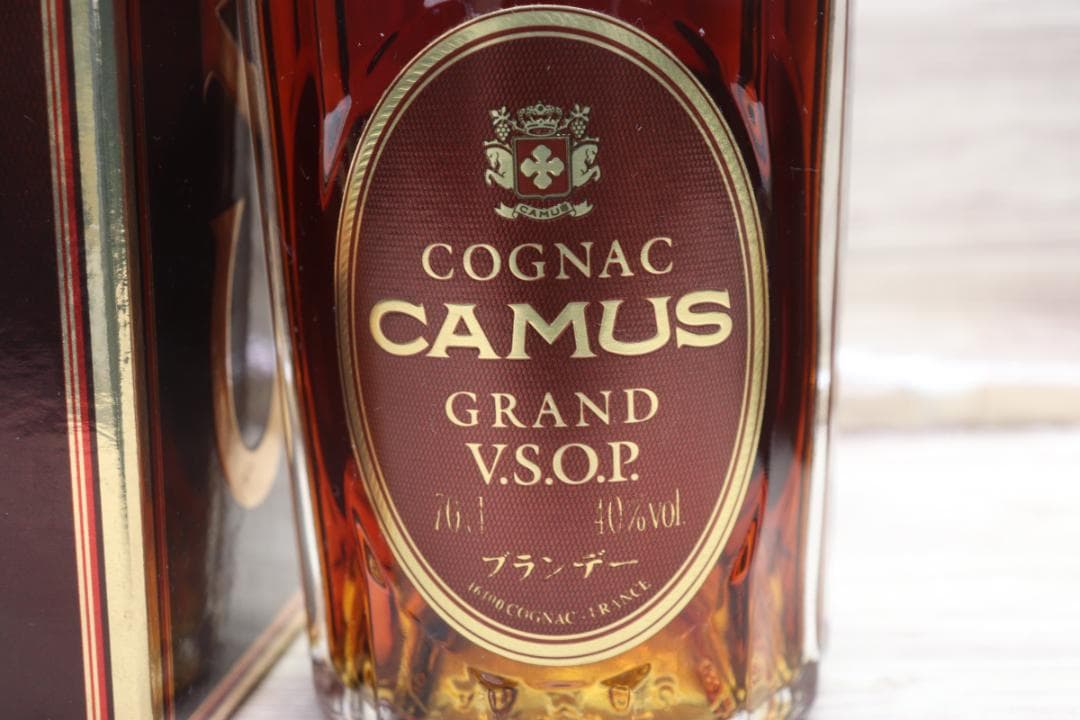 CAMUS
COGNAC
CAMUS
GRAND
V.S.O.P.
70cl 40%vol.
ブランデー
16100 COGNAC - FRANCE